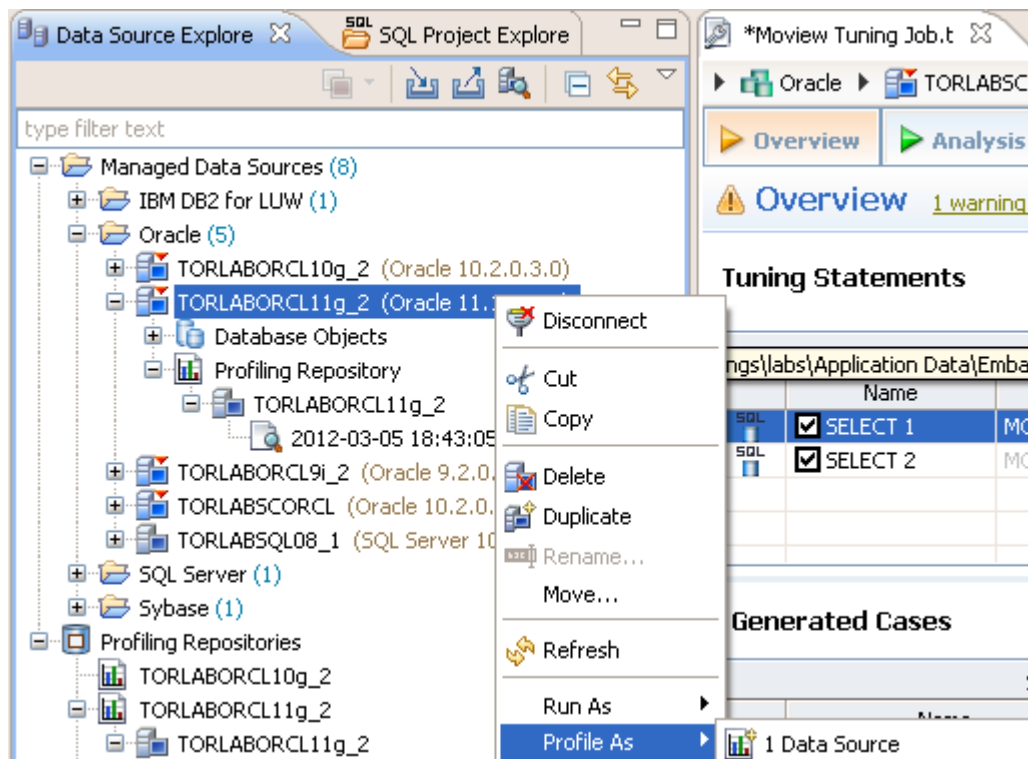 Data Source Explore
SQL Project Explore
*Moview Tuning Job.t
Oracle
TORLABSC
type filter text
Overview
Analysis
Managed Data Sources (8)
IBM DB2 for LUW (1)
Overview 1 warning
Oracle (5)
TORLABORCL10g_2 (Oracle 10.2.0.3.0)
Tuning Statements
TORLABORCL11g_2 (Oracle 11.
Disconnect
Database Objects
Profiling Repository
ngs\labs\Application Data\Emba
Cut
Name
TORLABORCL11g_2
Copy
SQL SELECT 1
2012-03-05 18:43:05
SQL SELECT 2
TORLABORCL9i_2 (Oracle 9.2.0.
Delete
TORLABSCORCL (Oracle 10.2.0.
Duplicate
TORLABSQL08_1 (SQL Server 10
Rename...
SQL Server (1)
Move...
Sybase (1)
Generated Cases
Profiling Repositories
Refresh
TORLABORCL10g_2
TORLABORCL11g_2
Run As
TORLABORCL11g_2
Profile As
1 Data Source